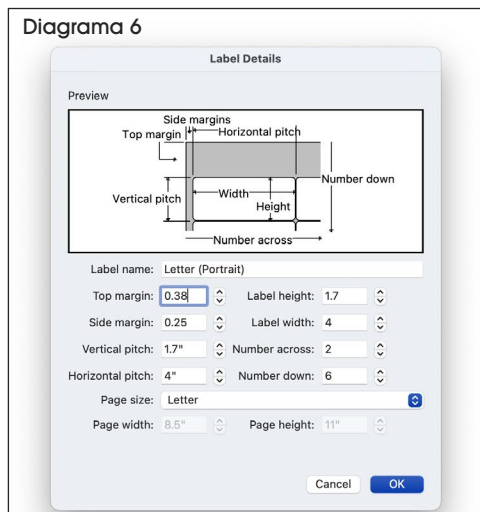 Diagrama 6
Label Details
Preview
Side margins
Top margin
Horizontal pitch
Number down
Vertical pitch
Width
Height
Number across
Label name: Letter (Portrait)
Top margin: 0.38 Label height: 1.7
Side margin: 0.25 Label width: 4
Vertical pitch: 1.7" Number across: 2
Horizontal pitch: 4" Number down: 6
Page size: Letter
Page width: 8.5" Page height: 11"
Cancel OK